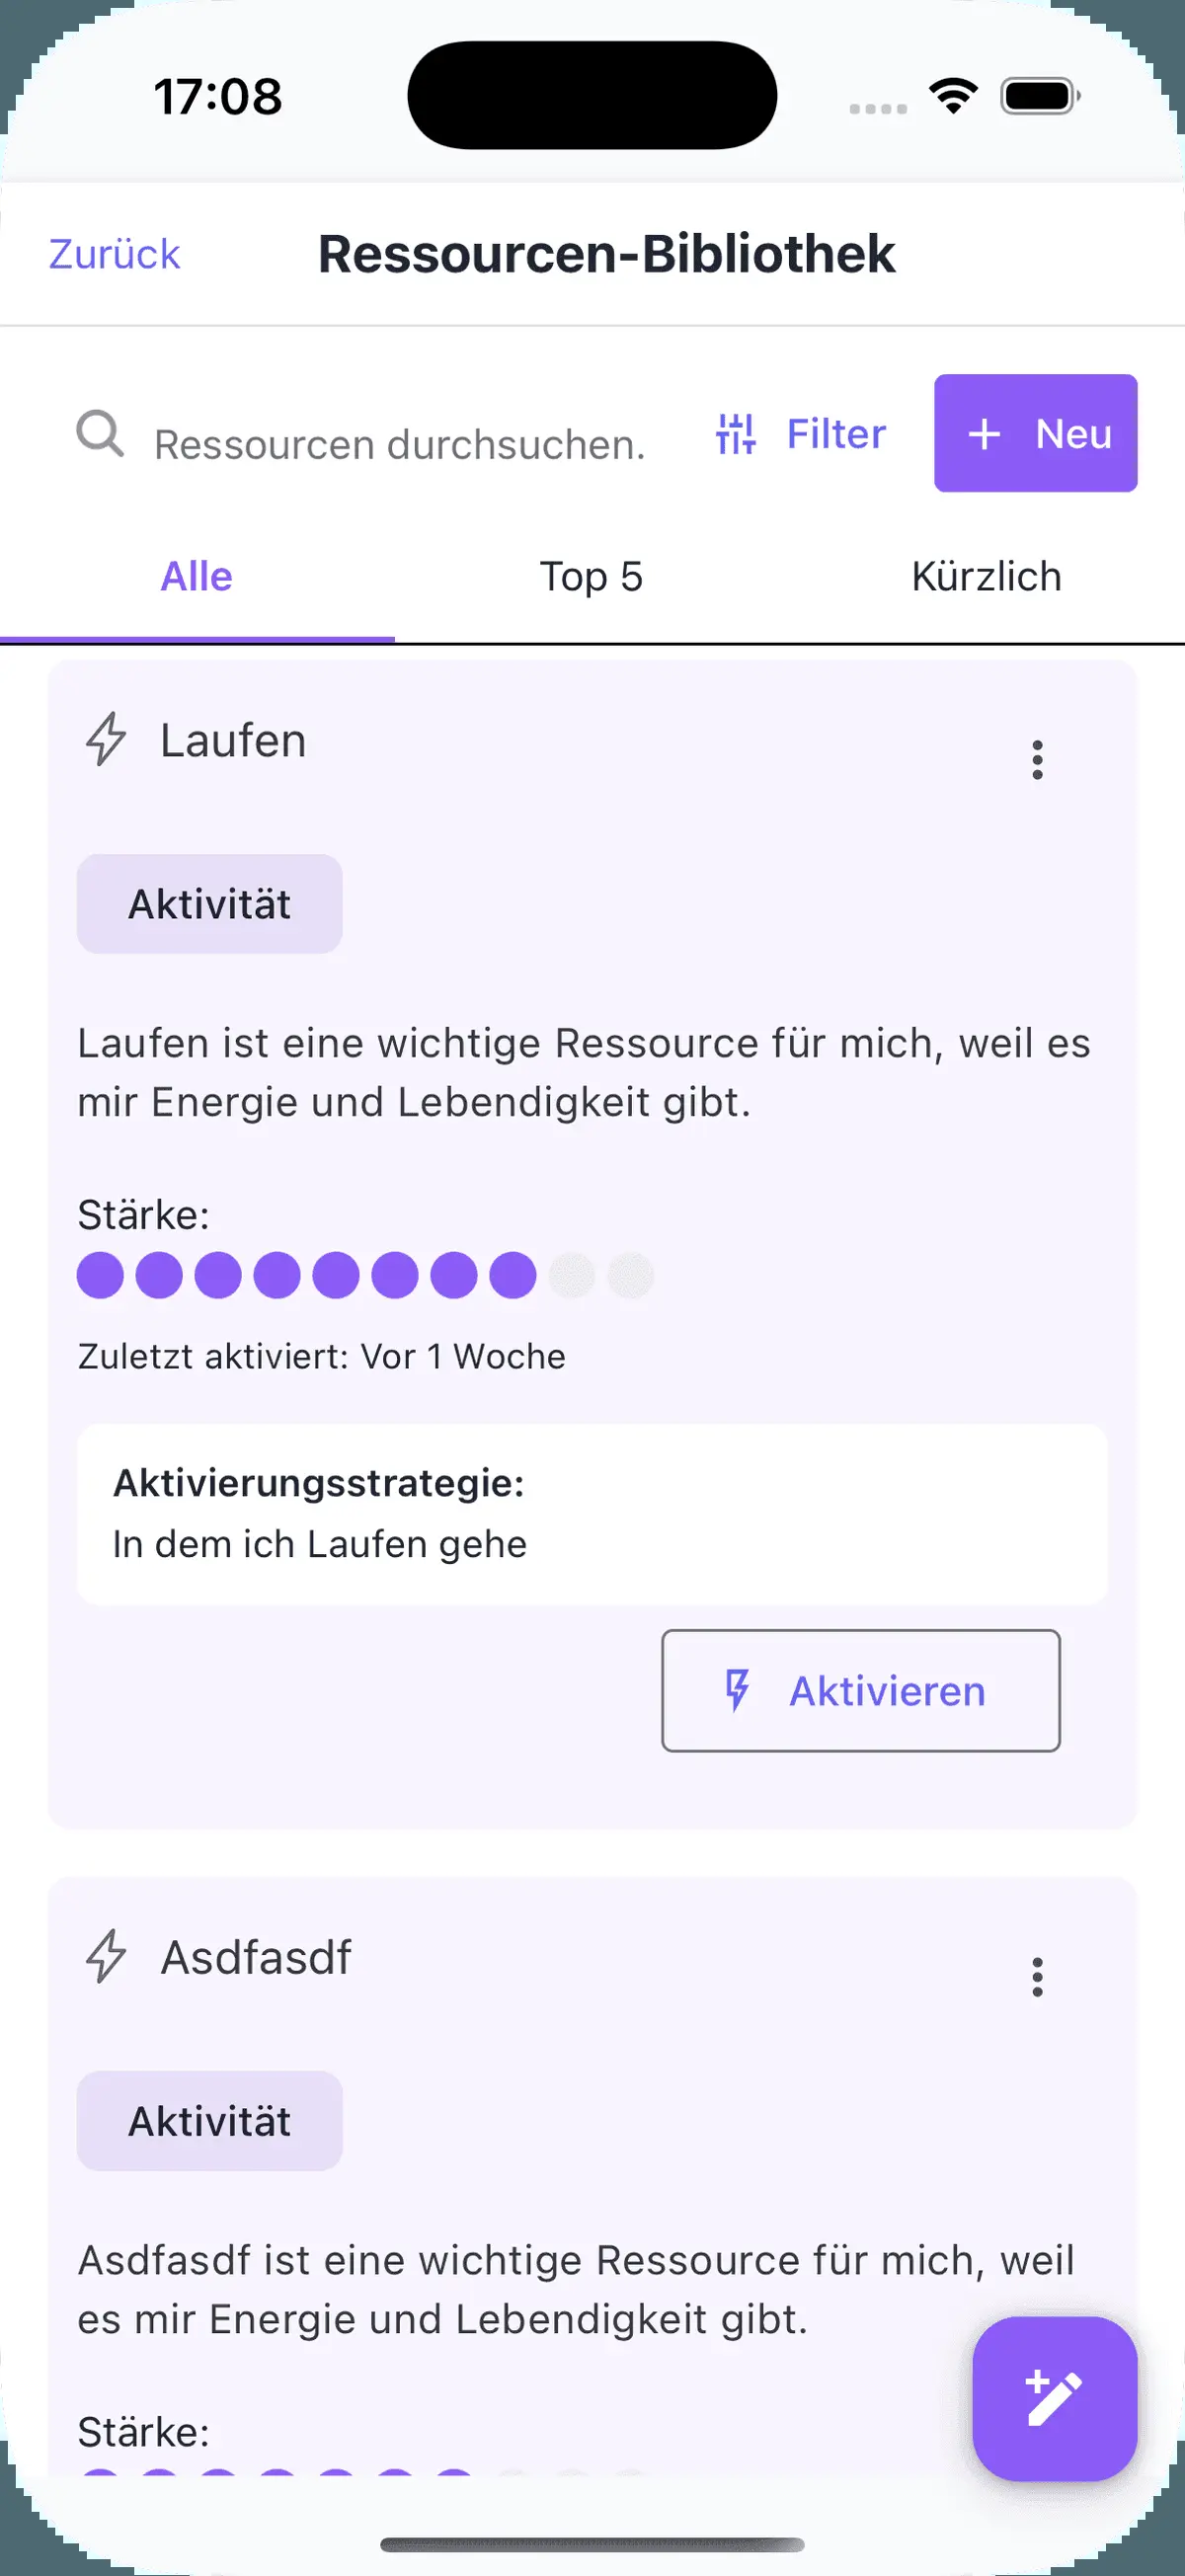 17:08
Zurück
Ressourcen-Bibliothek
Ressourcen durchsuchen.
Filter
+ Neu
Alle
Top 5
Kürzlich
Laufen
Aktivität
Laufen ist eine wichtige Ressource für mich, weil es
mir Energie und Lebendigkeit gibt.
Stärke:
Zuletzt aktiviert: Vor 1 Woche
Aktivierungsstrategie:
In dem ich Laufen gehe
Aktivieren
Asdfasdf
Aktivität
Asdfasdf ist eine wichtige Ressource für mich, weil
es mir Energie und Lebendigkeit gibt.
Stärke: